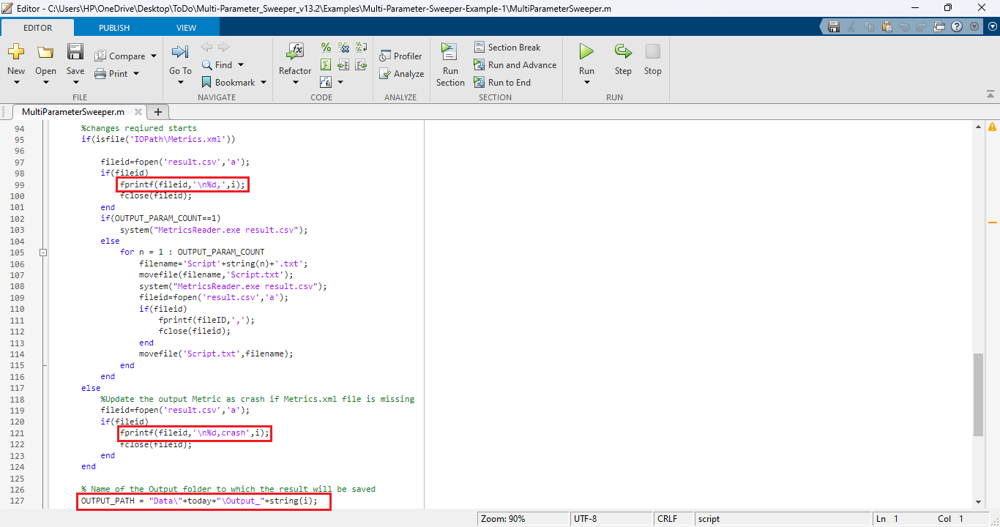 Editor - C:\Users\HP\OneDrive\Desktop\ToDo\Multi-Parameter_Sweeper_v13.2\Examples\Multi-Parameter-Sweeper-Example-1\MultiParameterSweeper.m
EDITOR PUBLISH VIEW
New Open Save Compare Print
FILE
Go To Find Bookmark
NAVIGATE
Refactor
CODE
Profiler
Analyze
ANALYZE
Run Section
Section Break
Run and Advance
Run to End
SECTION
Run Step Stop
RUN
MultiParameterSweeper.m
94 %changes reqiured starts
95 if(isfile('IOPath\Metrics.xml'))
96
97 fileid=fopen('result.csv','a');
98 if(fileid)
99 fprintf(fileid,'\n%d,',i);
100 fclose(fileid);
101 end
102 if(OUTPUT_PARAM_COUNT==1)
103 system("MetricsReader.exe result.csv");
104 else
105 for n = 1 : OUTPUT_PARAM_COUNT
106 filename='Script'+string(n)+'.txt';
107 movefile(filename,'Script.txt');
108 system("MetricsReader.exe result.csv");
109 fileid=fopen('result.csv','a');
110 if(fileid)
111 fprintf(fileID,',');
112 fclose(fileid);
113 end
114 movefile('Script.txt',filename);
115 end
116 end
117 else
118 %Update the output Metric as crash if Metrics.xml file is missing
119 fileid=fopen('result.csv','a');
120 if(fileid)
121 fprintf(fileid,'\n%d,crash',i);
122 fclose(fileid);
123 end
124 end
125
126 % Name of the Output folder to which the result will be saved
127 OUTPUT_PATH = "Data\"+today+"\Output_"+string(i);
Zoom: 90% UTF-8 CRLF script Ln 1 Col 1